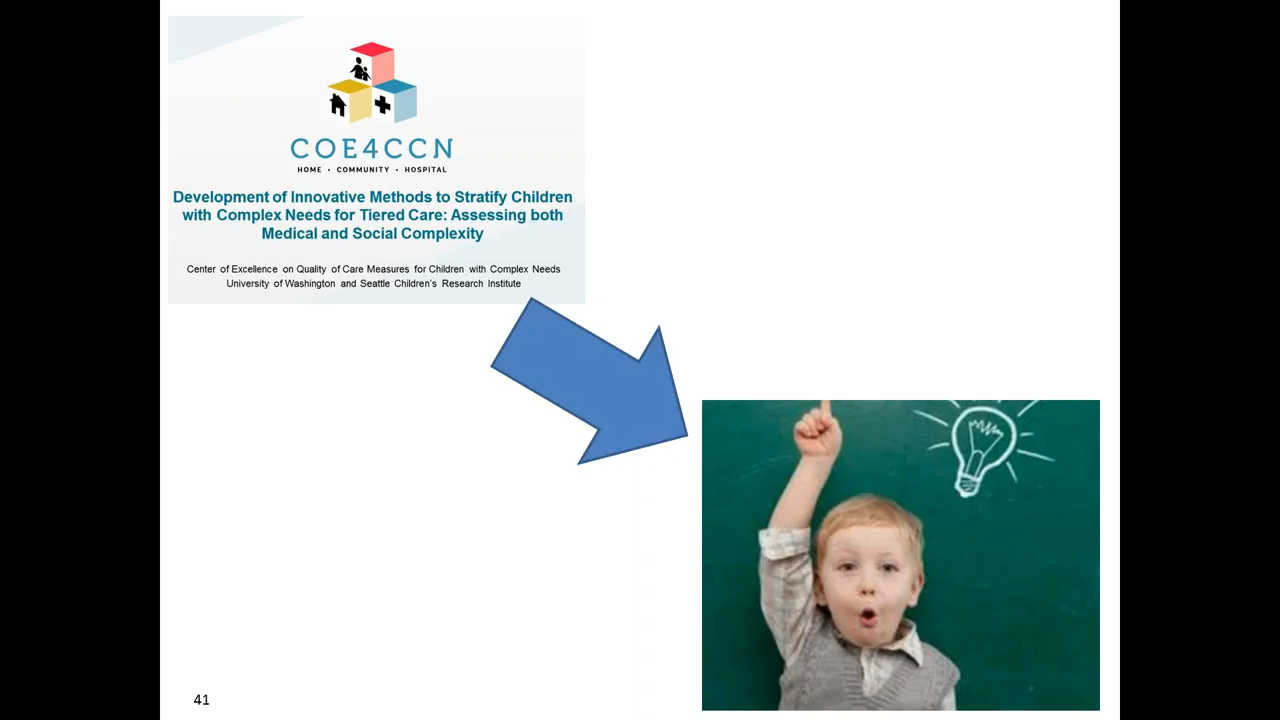 COE4CCN
HOME • COMMUNITY • HOSPITAL
Development of Innovative Methods to Stratify Children
with Complex Needs for Tiered Care: Assessing both
Medical and Social Complexity
Center of Excellence on Quality of Care Measures for Children with Complex Needs
University of Washington and Seattle Children's Research Institute
41